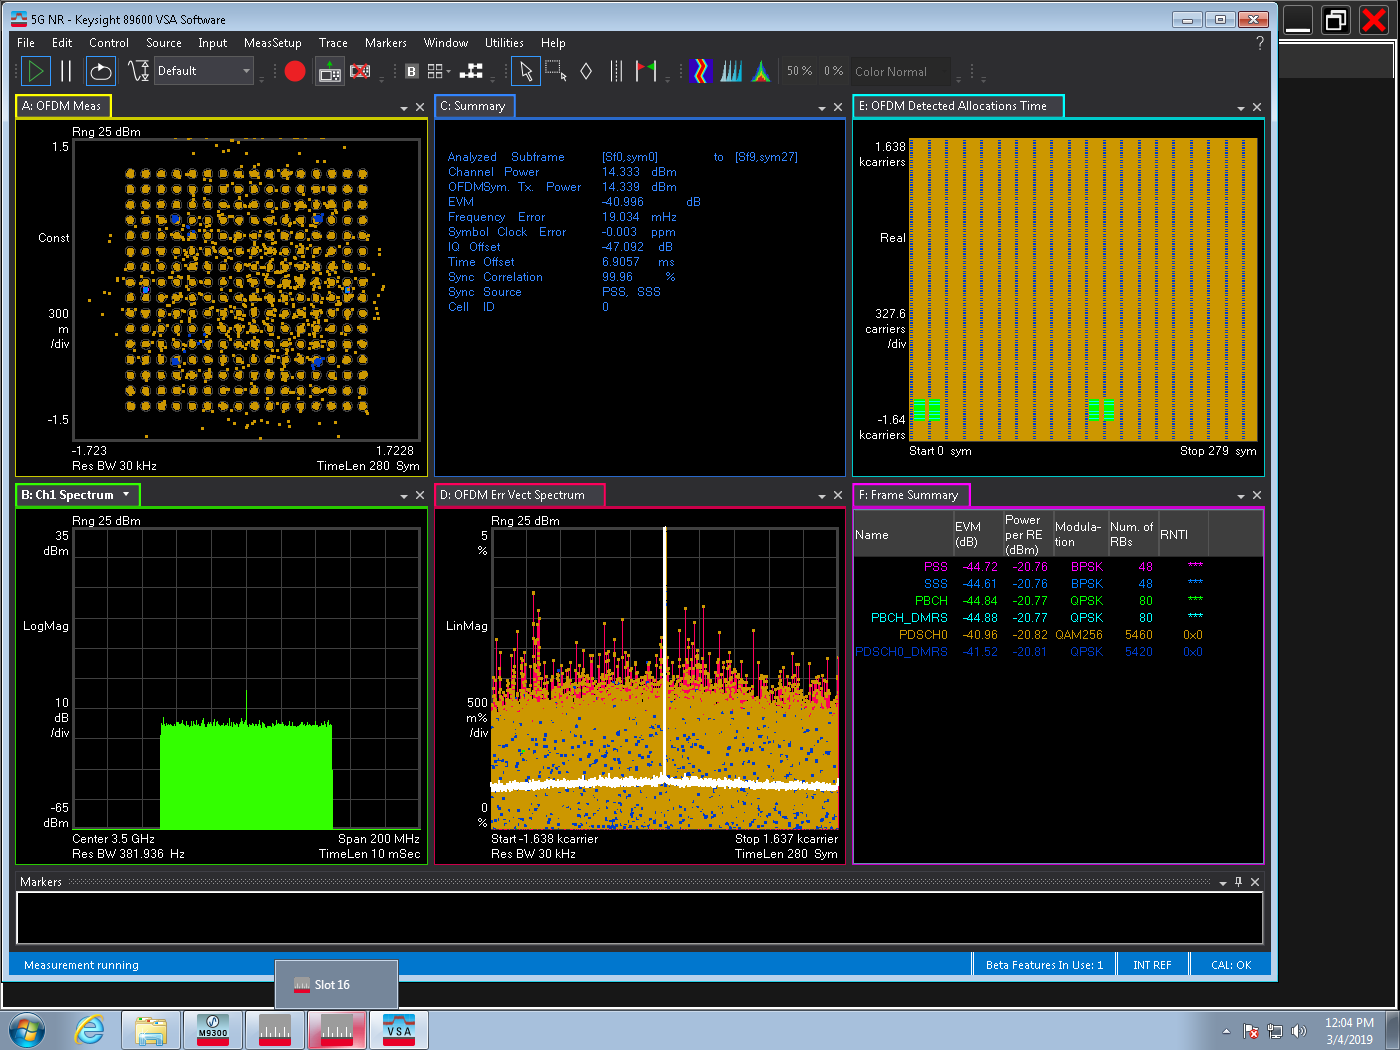 5G NR - Keysight 89600 VSA Software
File Edit Control Source Input MeasSetup Trace Markers Window Utilities Help ?
Default B 50 % 0 % Color Normal
A: OFDM Meas
Rng 25 dBm
1.5
Const
300
m
/div
-1.5
-1.723 1.7228
Res BW 30 kHz TimeLen 280 Sym
C: Summary
Analyzed Subframe [Sf0,sym0] to [Sf9,sym27]
Channel Power 14.333 dBm
OFDMSym. Tx. Power 14.339 dBm
EVM -40.996 dB
Frequency Error 19.034 mHz
Symbol Clock Error -0.003 ppm
IQ Offset -47.092 dB
Time Offset 6.9057 ms
Sync Correlation 99.96 %
Sync Source PSS, SSS
Cell ID 0
E: OFDM Detected Allocations Time
1.638
kcarriers
Real
327.6
carriers
/div
-1.64
kcarriers
Start 0 sym Stop 279 sym
B: Ch1 Spectrum
Rng 25 dBm
35
dBm
LogMag
10
dB
/div
-65
dBm
Center 3.5 GHz Span 200 MHz
Res BW 381.936 Hz TimeLen 10 mSec
D: OFDM Err Vect Spectrum
Rng 25 dBm
5
%
LinMag
500
m%
/div
0
%
Start -1.638 kcarrier Stop 1.637 kcarrier
Res BW 30 kHz TimeLen 280 Sym
F: Frame Summary
Name EVM (dB) Power per RE (dBm) Modula-tion Num. of RBs RNTI
PSS -44.72 -20.76 BPSK 48 ***
SSS -44.61 -20.76 BPSK 48 ***
PBCH -44.84 -20.77 QPSK 80 ***
PBCH_DMRS -44.88 -20.77 QPSK 80 ***
PDSCH0 -40.96 -20.82 QAM256 5460 0x0
PDSCH0_DMRS -41.52 -20.81 QPSK 5420 0x0
Markers
Measurement running Beta Features In Use: 1 INT REF CAL: OK
Slot 16
M9300 VSA
12:04 PM
3/4/2019